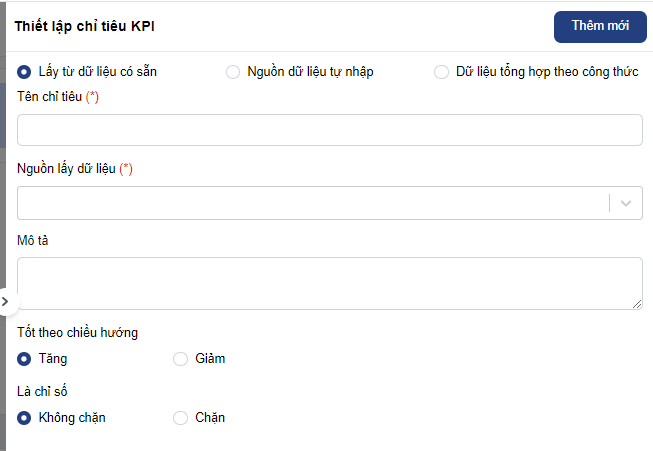 Thiết lập chỉ tiêu KPI
Thêm mới
Lấy từ dữ liệu có sẵn
Nguồn dữ liệu tự nhập
Dữ liệu tổng hợp theo công thức
Tên chỉ tiêu (*)
Nguồn lấy dữ liệu (*)
Mô tả
Tốt theo chiều hướng
Tăng
Giảm
Là chỉ số
Không chặn
Chặn